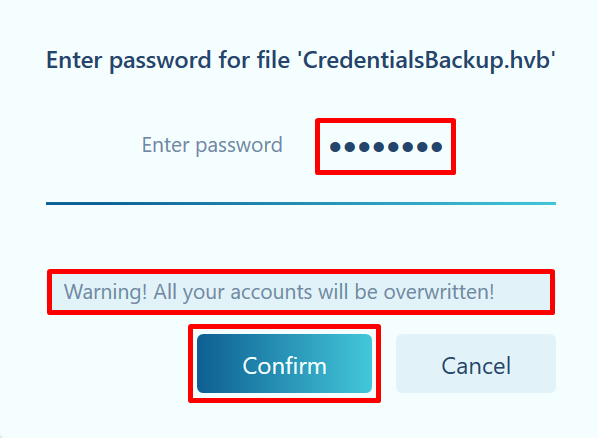 Enter password for file 'CredentialsBackup.hvb'
Enter password ●●●●●●●●
Warning! All your accounts will be overwritten!
Confirm Cancel